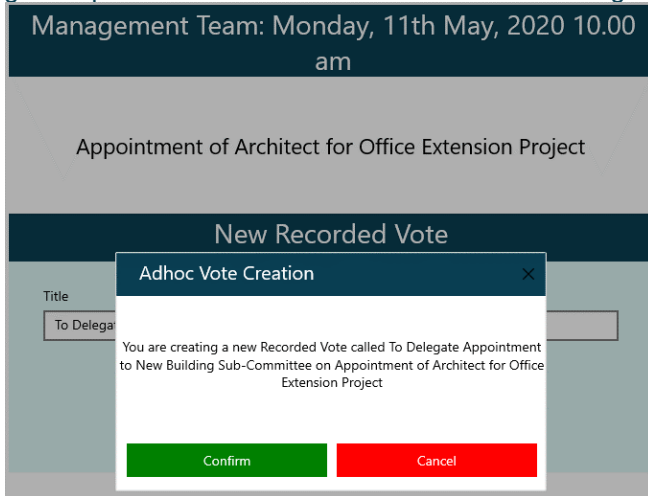 Management Team: Monday, 11th May, 2020 10.00
am
Appointment of Architect for Office Extension Project
New Recorded Vote
Adhoc Vote Creation
Title
To Delega
You are creating a new Recorded Vote called To Delegate Appointment
to New Building Sub-Committee on Appointment of Architect for Office
Extension Project
Confirm Cancel